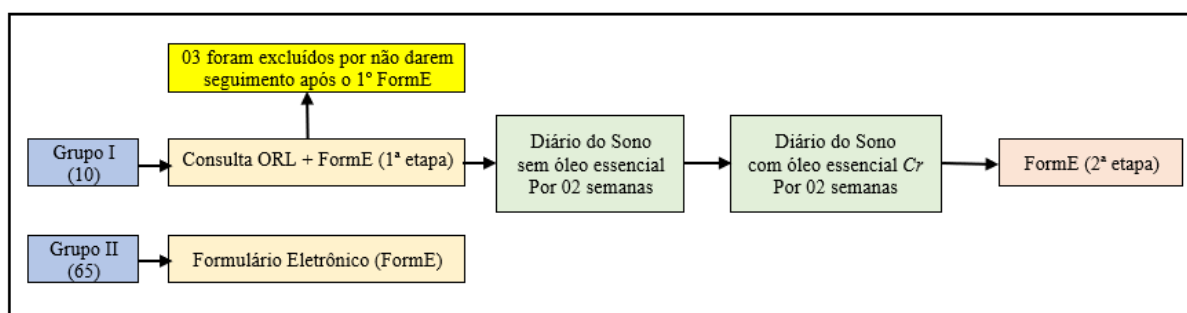 03 foram excluídos por não darem
seguimento após o 1º FormE
Grupo I
(10)
Consulta ORL + FormE (1ª etapa)
Diário do Sono
sem óleo essencial
Por 02 semanas
Diário do Sono
com óleo essencial Cr
Por 02 semanas
FormE (2ª etapa)
Grupo II
(65)
Formulário Eletrônico (FormE)